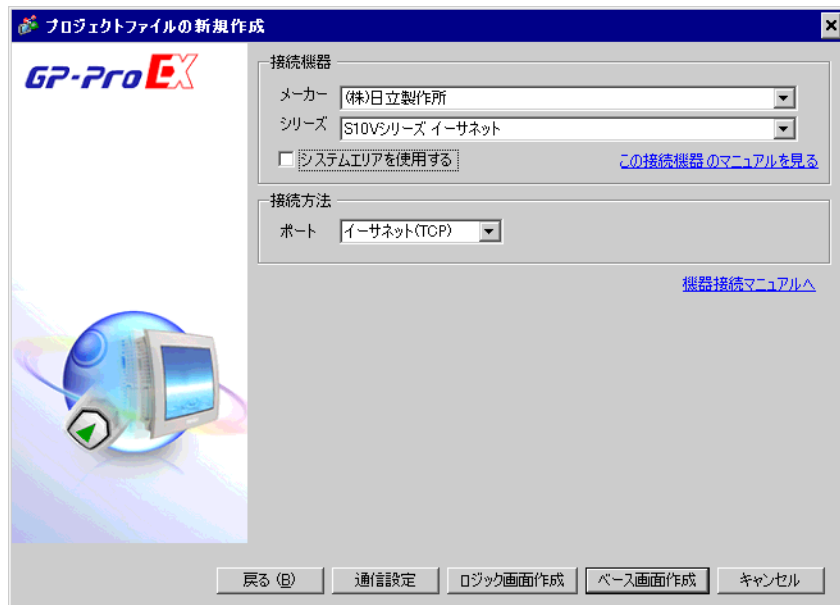 プロジェクトファイルの新規作成
GP-Pro EX
接続機器
メーカー (株)日立製作所
シリーズ S10Vシリーズ イーサネット
システムエリアを使用する この接続機器のマニュアルを見る
接続方法
ポート イーサネット(TCP)
機器接続マニュアルへ
戻る(B) 通信設定 ロジック画面作成 ベース画面作成 キャンセル